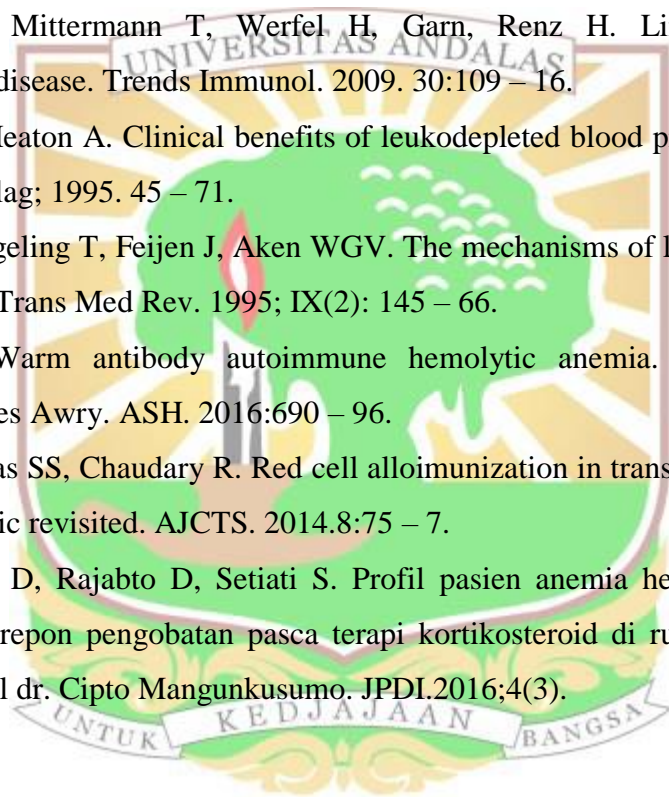 Mittermann T, Werfel H, Garn, Renz H. Li
UNIVERSITAS ANDALAS
disease. Trends Immunol. 2009. 30:109 – 16.
Heaton A. Clinical benefits of leukodepleted blood p
lag; 1995. 45 – 71.
geling T, Feijen J, Aken WGV. The mechanisms of l
Trans Med Rev. 1995; IX(2): 145 – 66.
Warm antibody autoimmune hemolytic anemia.
es Awry. ASH. 2016:690 – 96.
as SS, Chaudary R. Red cell alloimunization in trans
ic revisited. AJCTS. 2014.8:75 – 7.
D, Rajabto D, Setiati S. Profil pasien anemia he
repon pengobatan pasca terapi kortikosteroid di ru
l dr. Cipto Mangunkusumo. JPDI.2016;4(3).
UNTUK KEDJAJAAN BANGSA